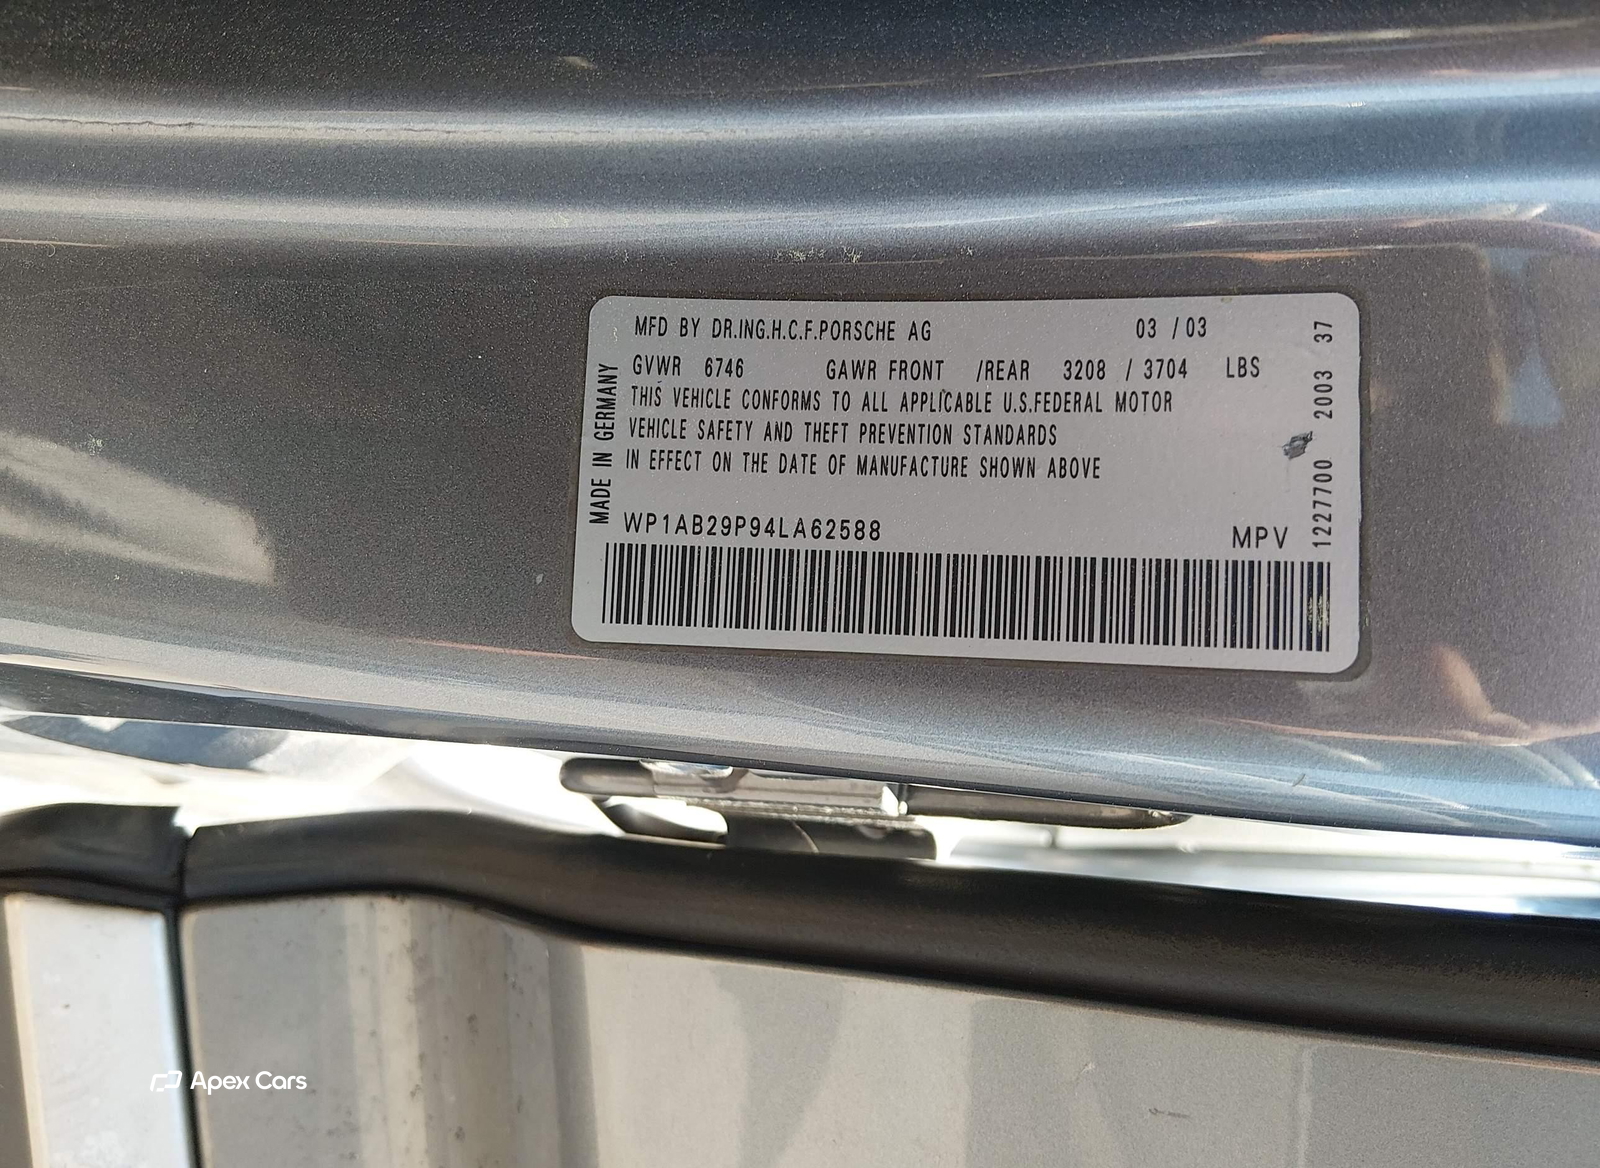 MFD BY DR.ING.H.C.F.PORSCHE AG 03 / 03
GVWR 6746 GAWR FRONT /REAR 3208 / 3704 LBS
THIS VEHICLE CONFORMS TO ALL APPLICABLE U.S.FEDERAL MOTOR
VEHICLE SAFETY AND THEFT PREVENTION STANDARDS
IN EFFECT ON THE DATE OF MANUFACTURE SHOWN ABOVE
WP1AB29P94LA62588 MPV
MADE IN GERMANY
1227700 2003 37
Apex Cars